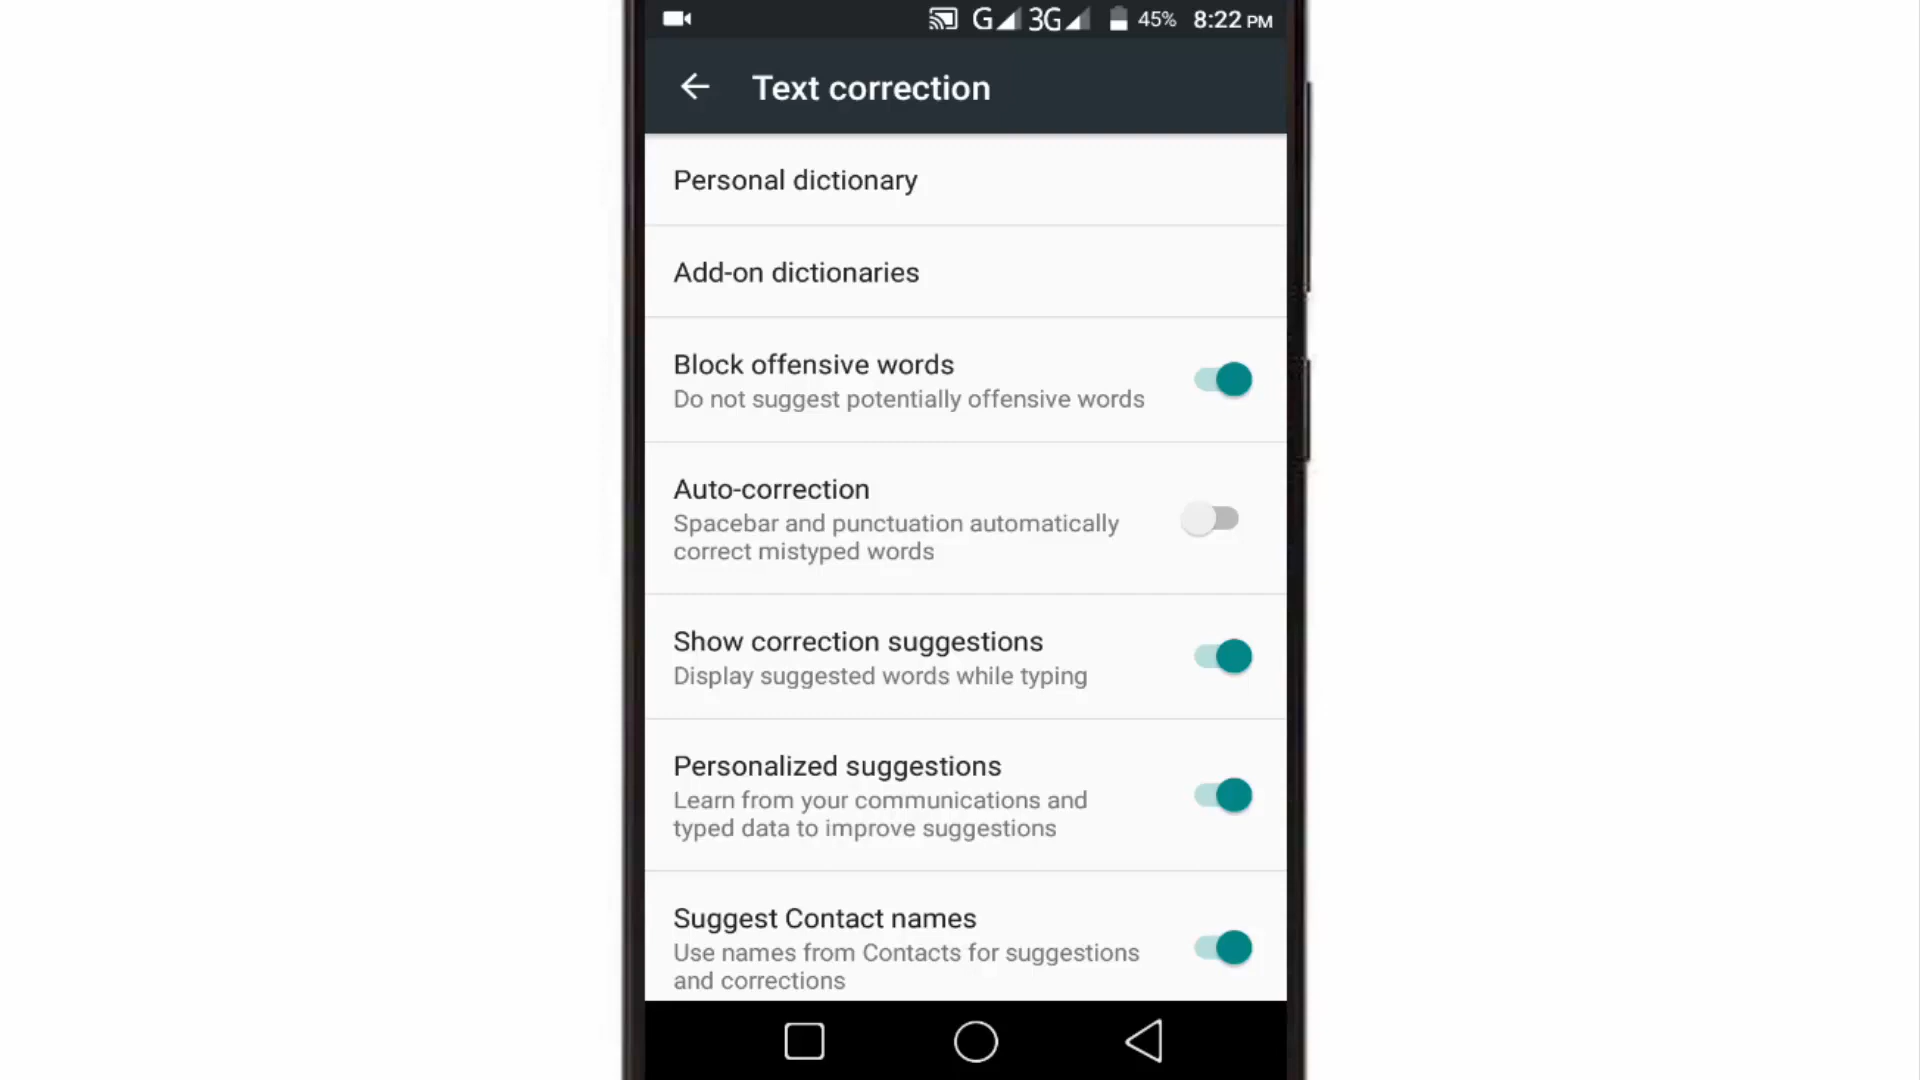 G 3G 45% 8:22 PM
Text correction
Personal dictionary
Add-on dictionaries
Block offensive words
Do not suggest potentially offensive words
Auto-correction
Spacebar and punctuation automatically
correct mistyped words
Show correction suggestions
Display suggested words while typing
Personalized suggestions
Learn from your communications and
typed data to improve suggestions
Suggest Contact names
Use names from Contacts for suggestions
and corrections